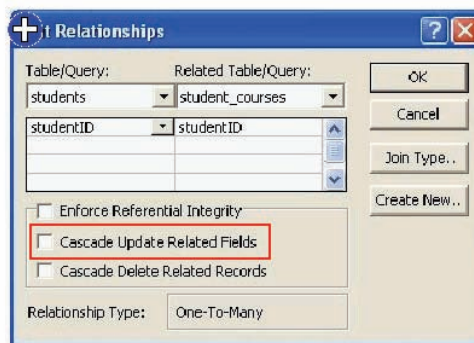 t Relationships
Table/Query: Related Table/Query:
students student_courses
studentID studentID
Enforce Referential Integrity
Cascade Update Related Fields
Cascade Delete Related Records
Relationship Type: One-To-Many
OK
Cancel
Join Type..
Create New..